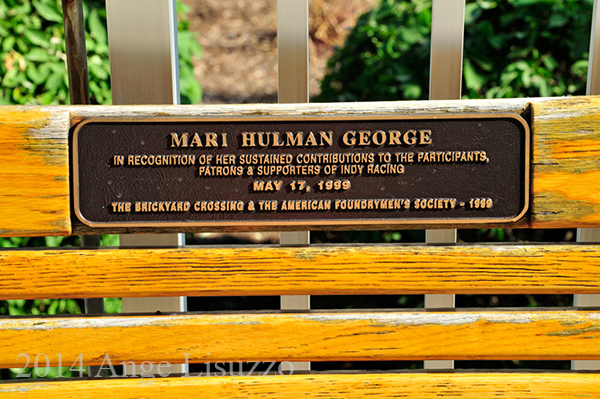 MARI HULMAN GEORGE
IN RECOGNITION OF HER SUSTAINED CONTRIBUTIONS TO THE PARTICIPANTS,
PATRONS & SUPPORTERS OF INDY RACING
MAY 17, 1999
THE BRICKYARD CROSSING & THE AMERICAN FOUNDRYMEN'S SOCIETY - 1999
2014 Ange Lisuzzo ©